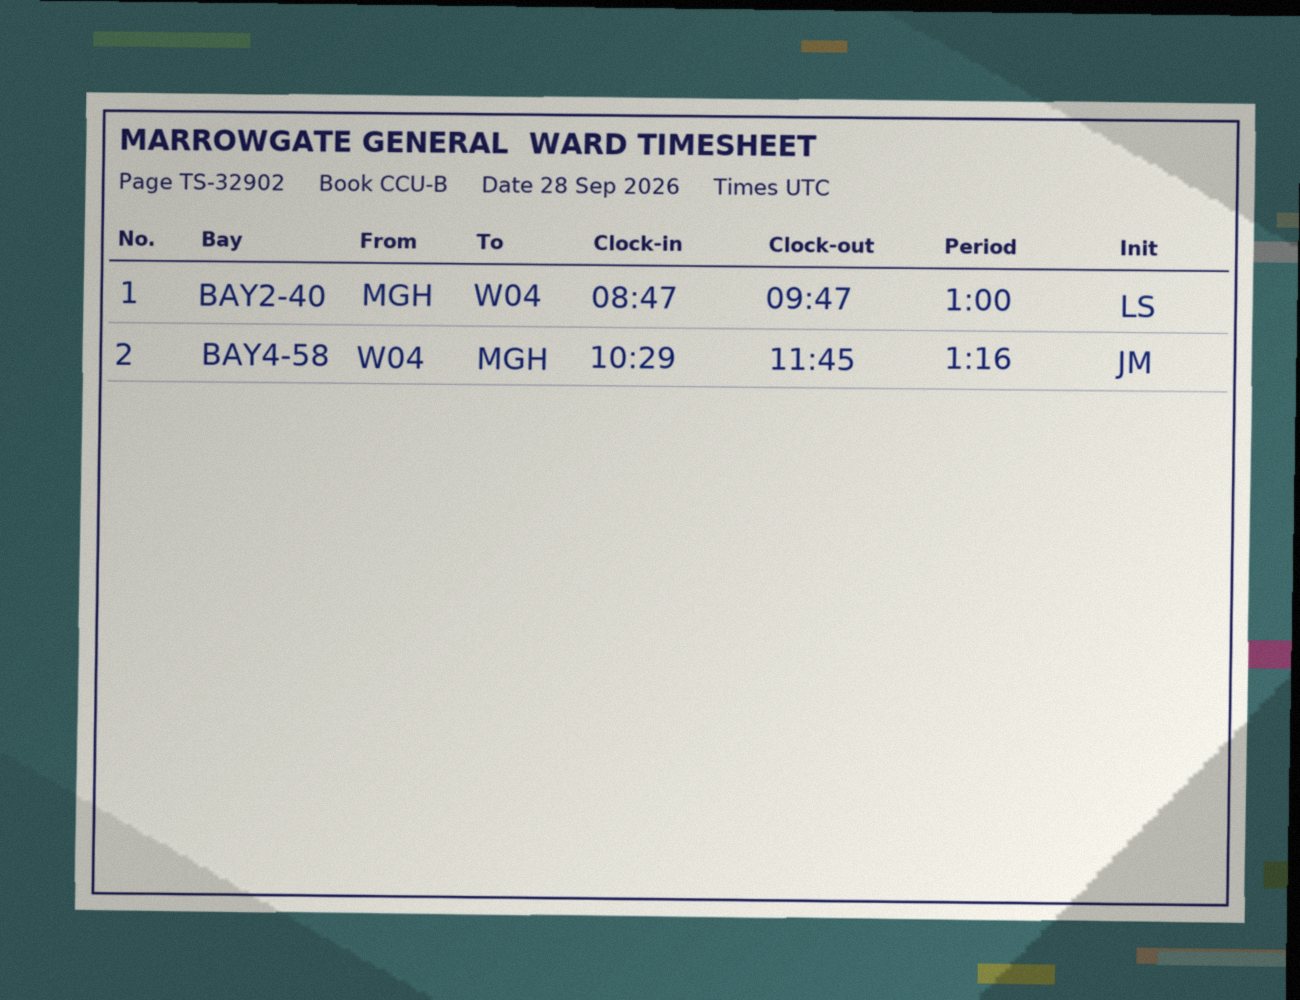 MARROWGATE GENERAL WARD TIMESHEET
Page TS-32902 Book CCU-B Date 28 Sep 2026 Times UTC
No. Bay From To Clock-in Clock-out Period Init
1 BAY2-40 MGH W04 08:47 09:47 1:00 LS
2 BAY4-58 W04 MGH 10:29 11:45 1:16 JM